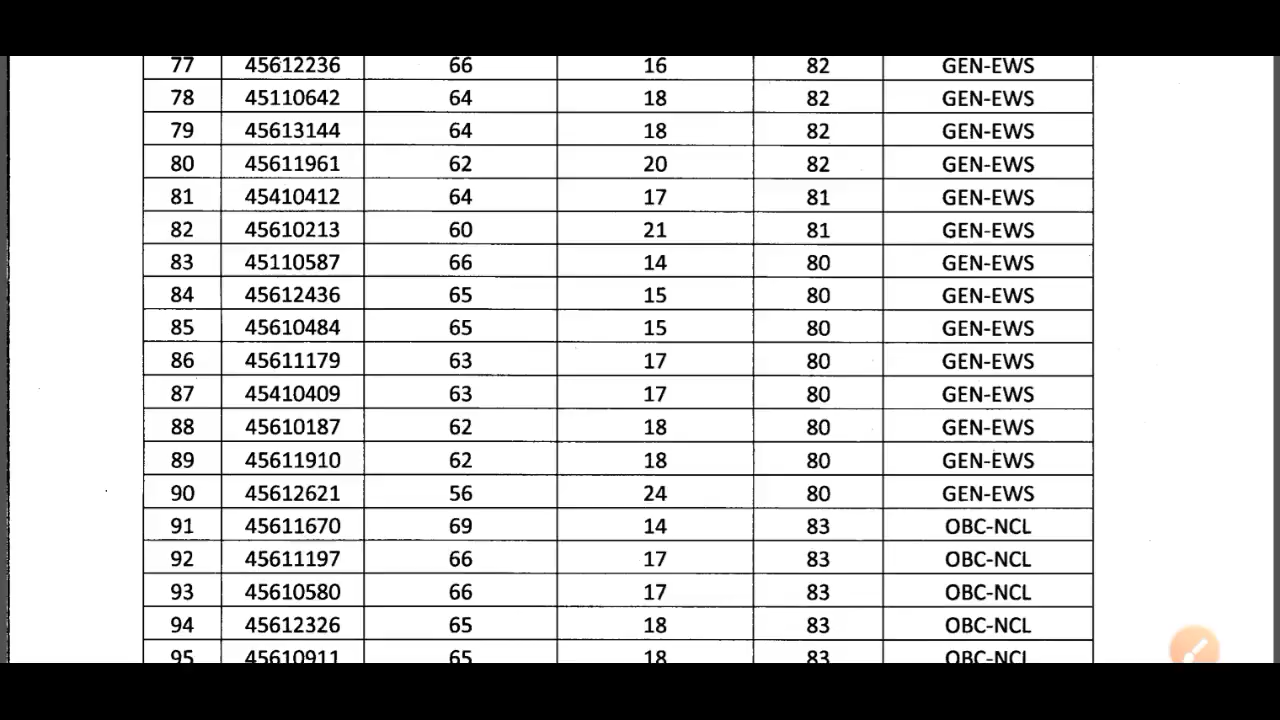 77 45612236 66 16 82 GEN-EWS
78 45110642 64 18 82 GEN-EWS
79 45613144 64 18 82 GEN-EWS
80 45611961 62 20 82 GEN-EWS
81 45410412 64 17 81 GEN-EWS
82 45610213 60 21 81 GEN-EWS
83 45110587 66 14 80 GEN-EWS
84 45612436 65 15 80 GEN-EWS
85 45610484 65 15 80 GEN-EWS
86 45611179 63 17 80 GEN-EWS
87 45410409 63 17 80 GEN-EWS
88 45610187 62 18 80 GEN-EWS
89 45611910 62 18 80 GEN-EWS
90 45612621 56 24 80 GEN-EWS
91 45611670 69 14 83 OBC-NCL
92 45611197 66 17 83 OBC-NCL
93 45610580 66 17 83 OBC-NCL
94 45612326 65 18 83 OBC-NCL
95 45610911 65 18 83 OBC-NCL